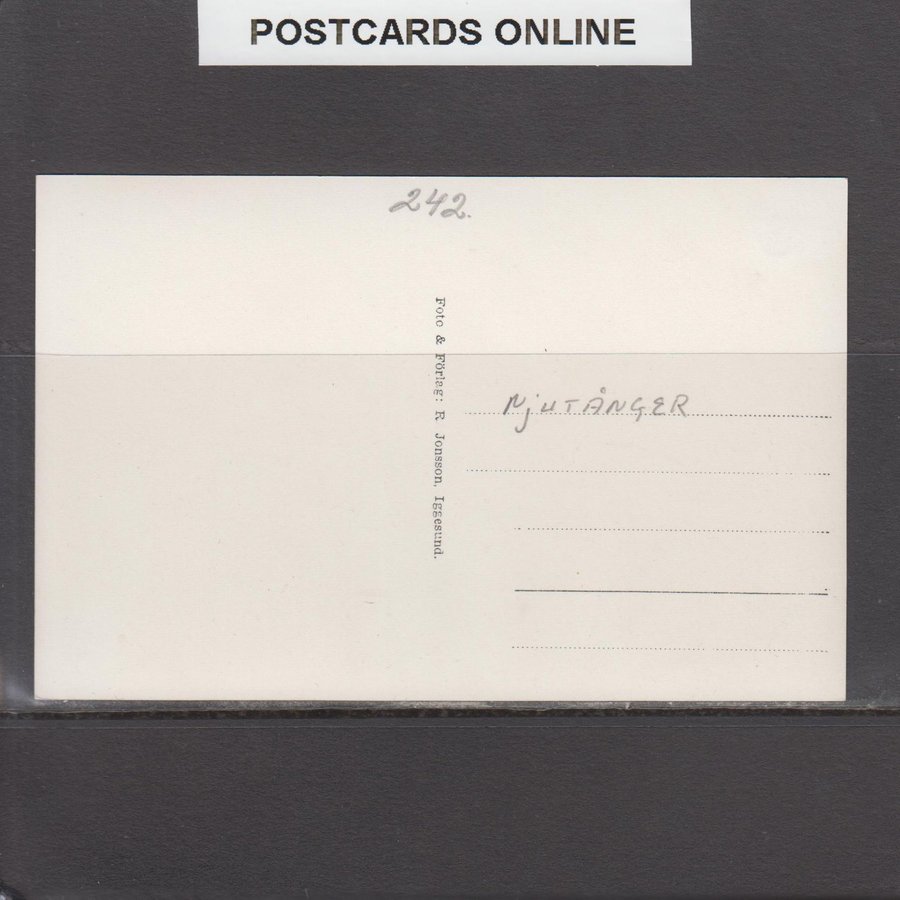 POSTCARDS ONLINE
242.
Foto & Förlag: R Jonsson, Iggesund.
NjUTÅNGER